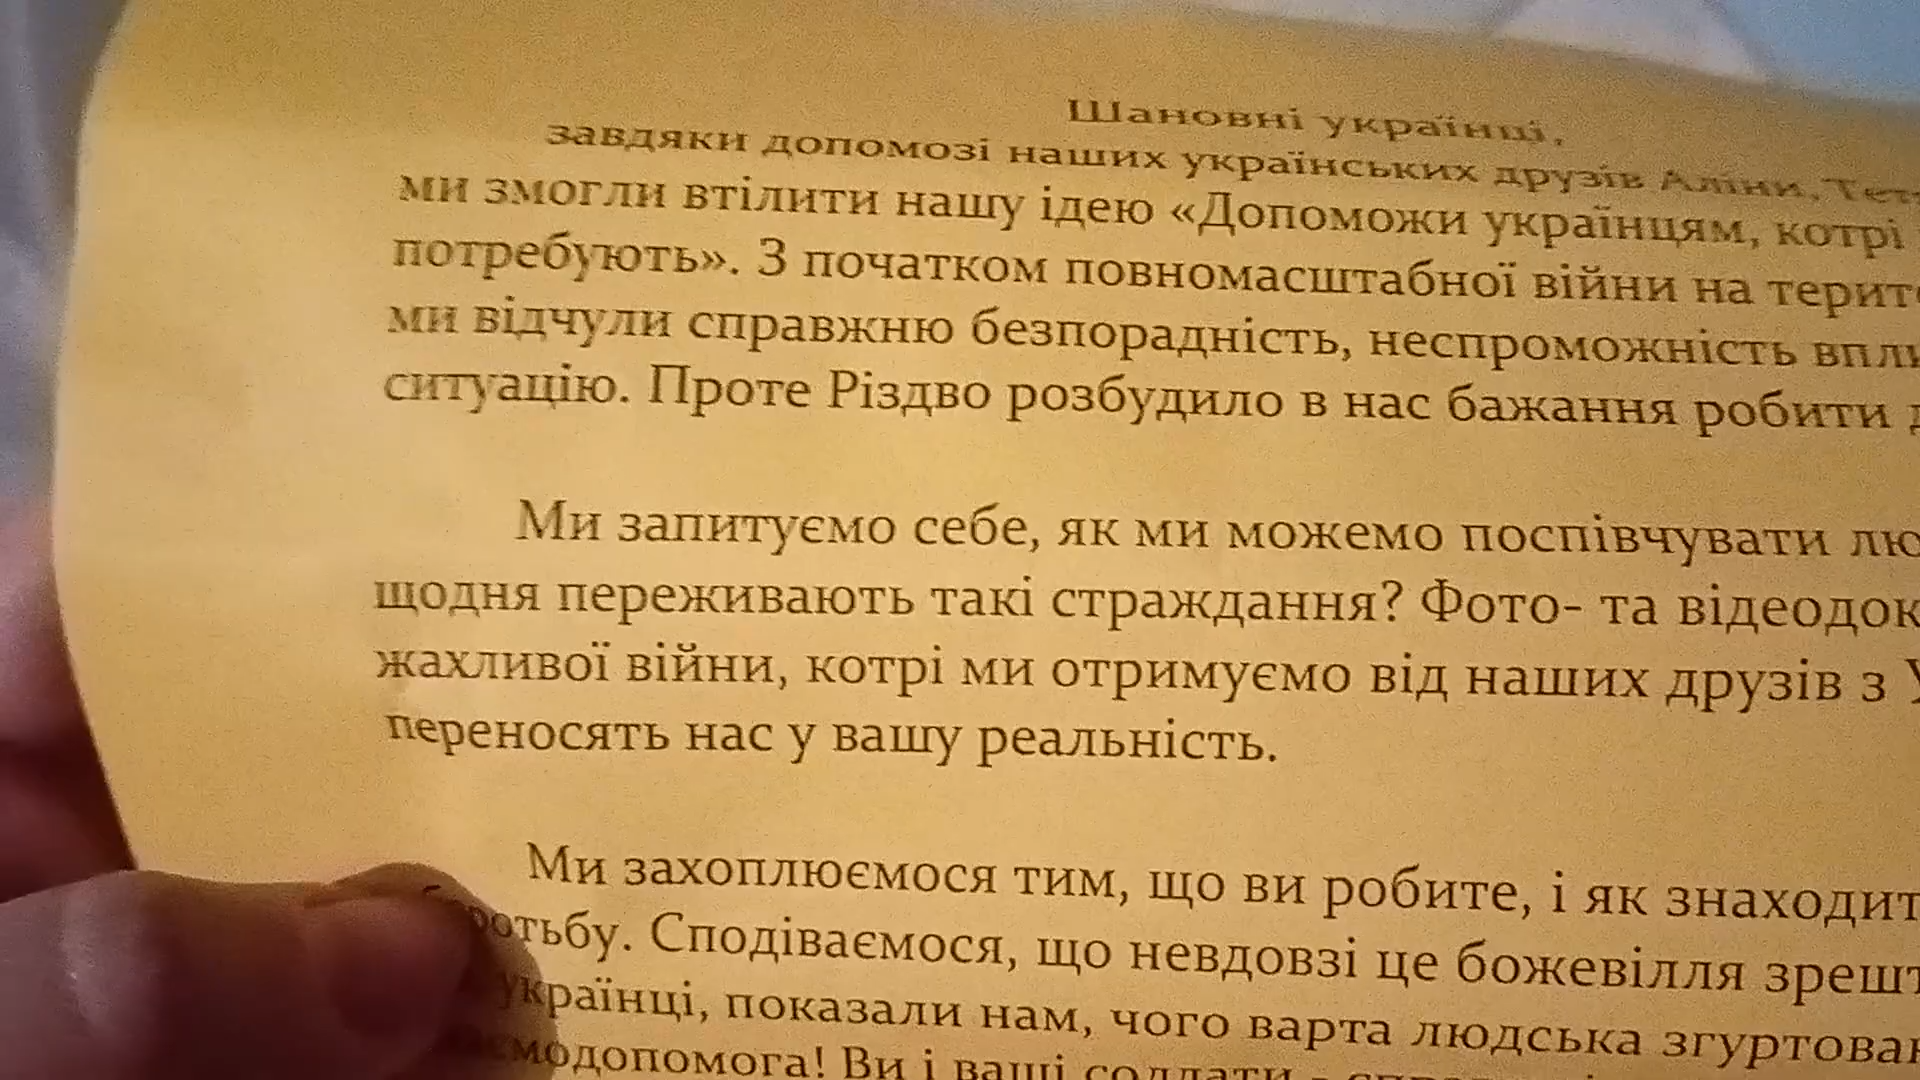 Шановні українці,
завдяки допомозі наших українських друзів Аліни,
ми змогли втілити нашу ідею «Допоможи українцям, котрі
потребують». З початком повномасштабної війни на
ми відчули справжню безпорадність, неспроможність
ситуацію. Проте Різдво розбудило в нас бажання робити
Ми запитуємо себе, як ми можемо поспівчувати
щодня переживають такі страждання? Фото- та
жахливої війни, котрі ми отримуємо від наших друзів з
переносять нас у вашу реальність.
Ми захоплюємося тим, що ви робите, і як
Сподіваємося, що невдовзі це божевілля
українці, показали нам, чого варта людська
Ви і ваші солдати -